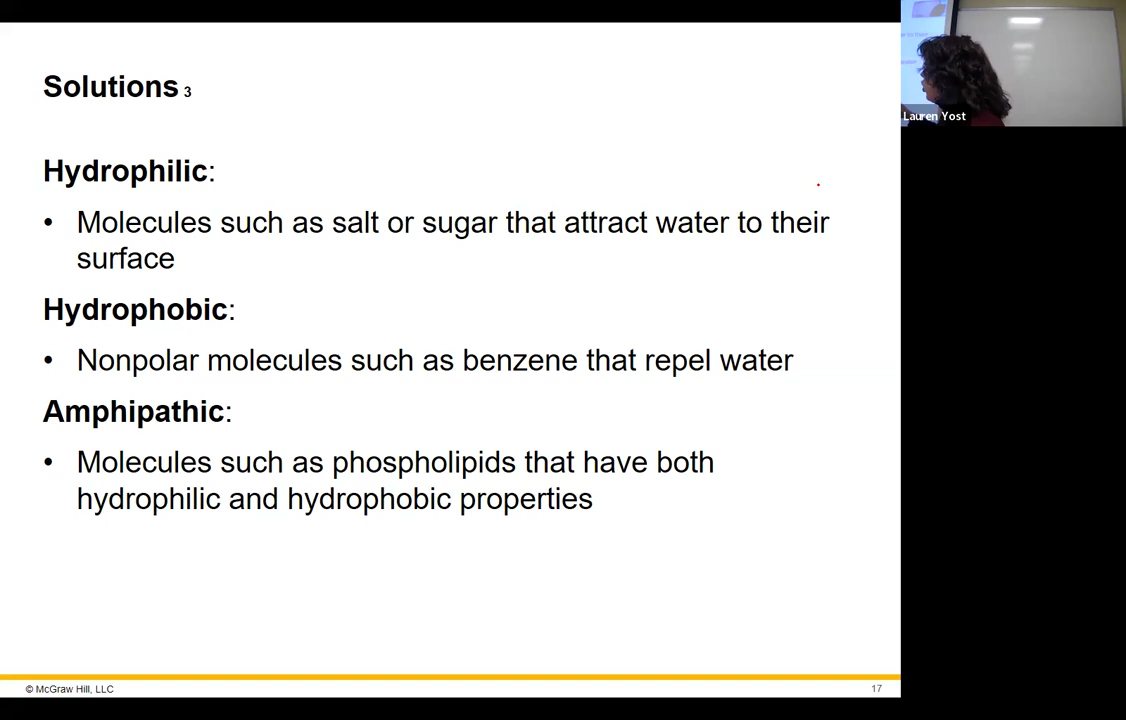 Solutions 3
Hydrophilic:
• Molecules such as salt or sugar that attract water to their
surface
Hydrophobic:
• Nonpolar molecules such as benzene that repel water
Amphipathic:
• Molecules such as phospholipids that have both
hydrophilic and hydrophobic properties
© McGraw Hill, LLC
17
Lauren Yost